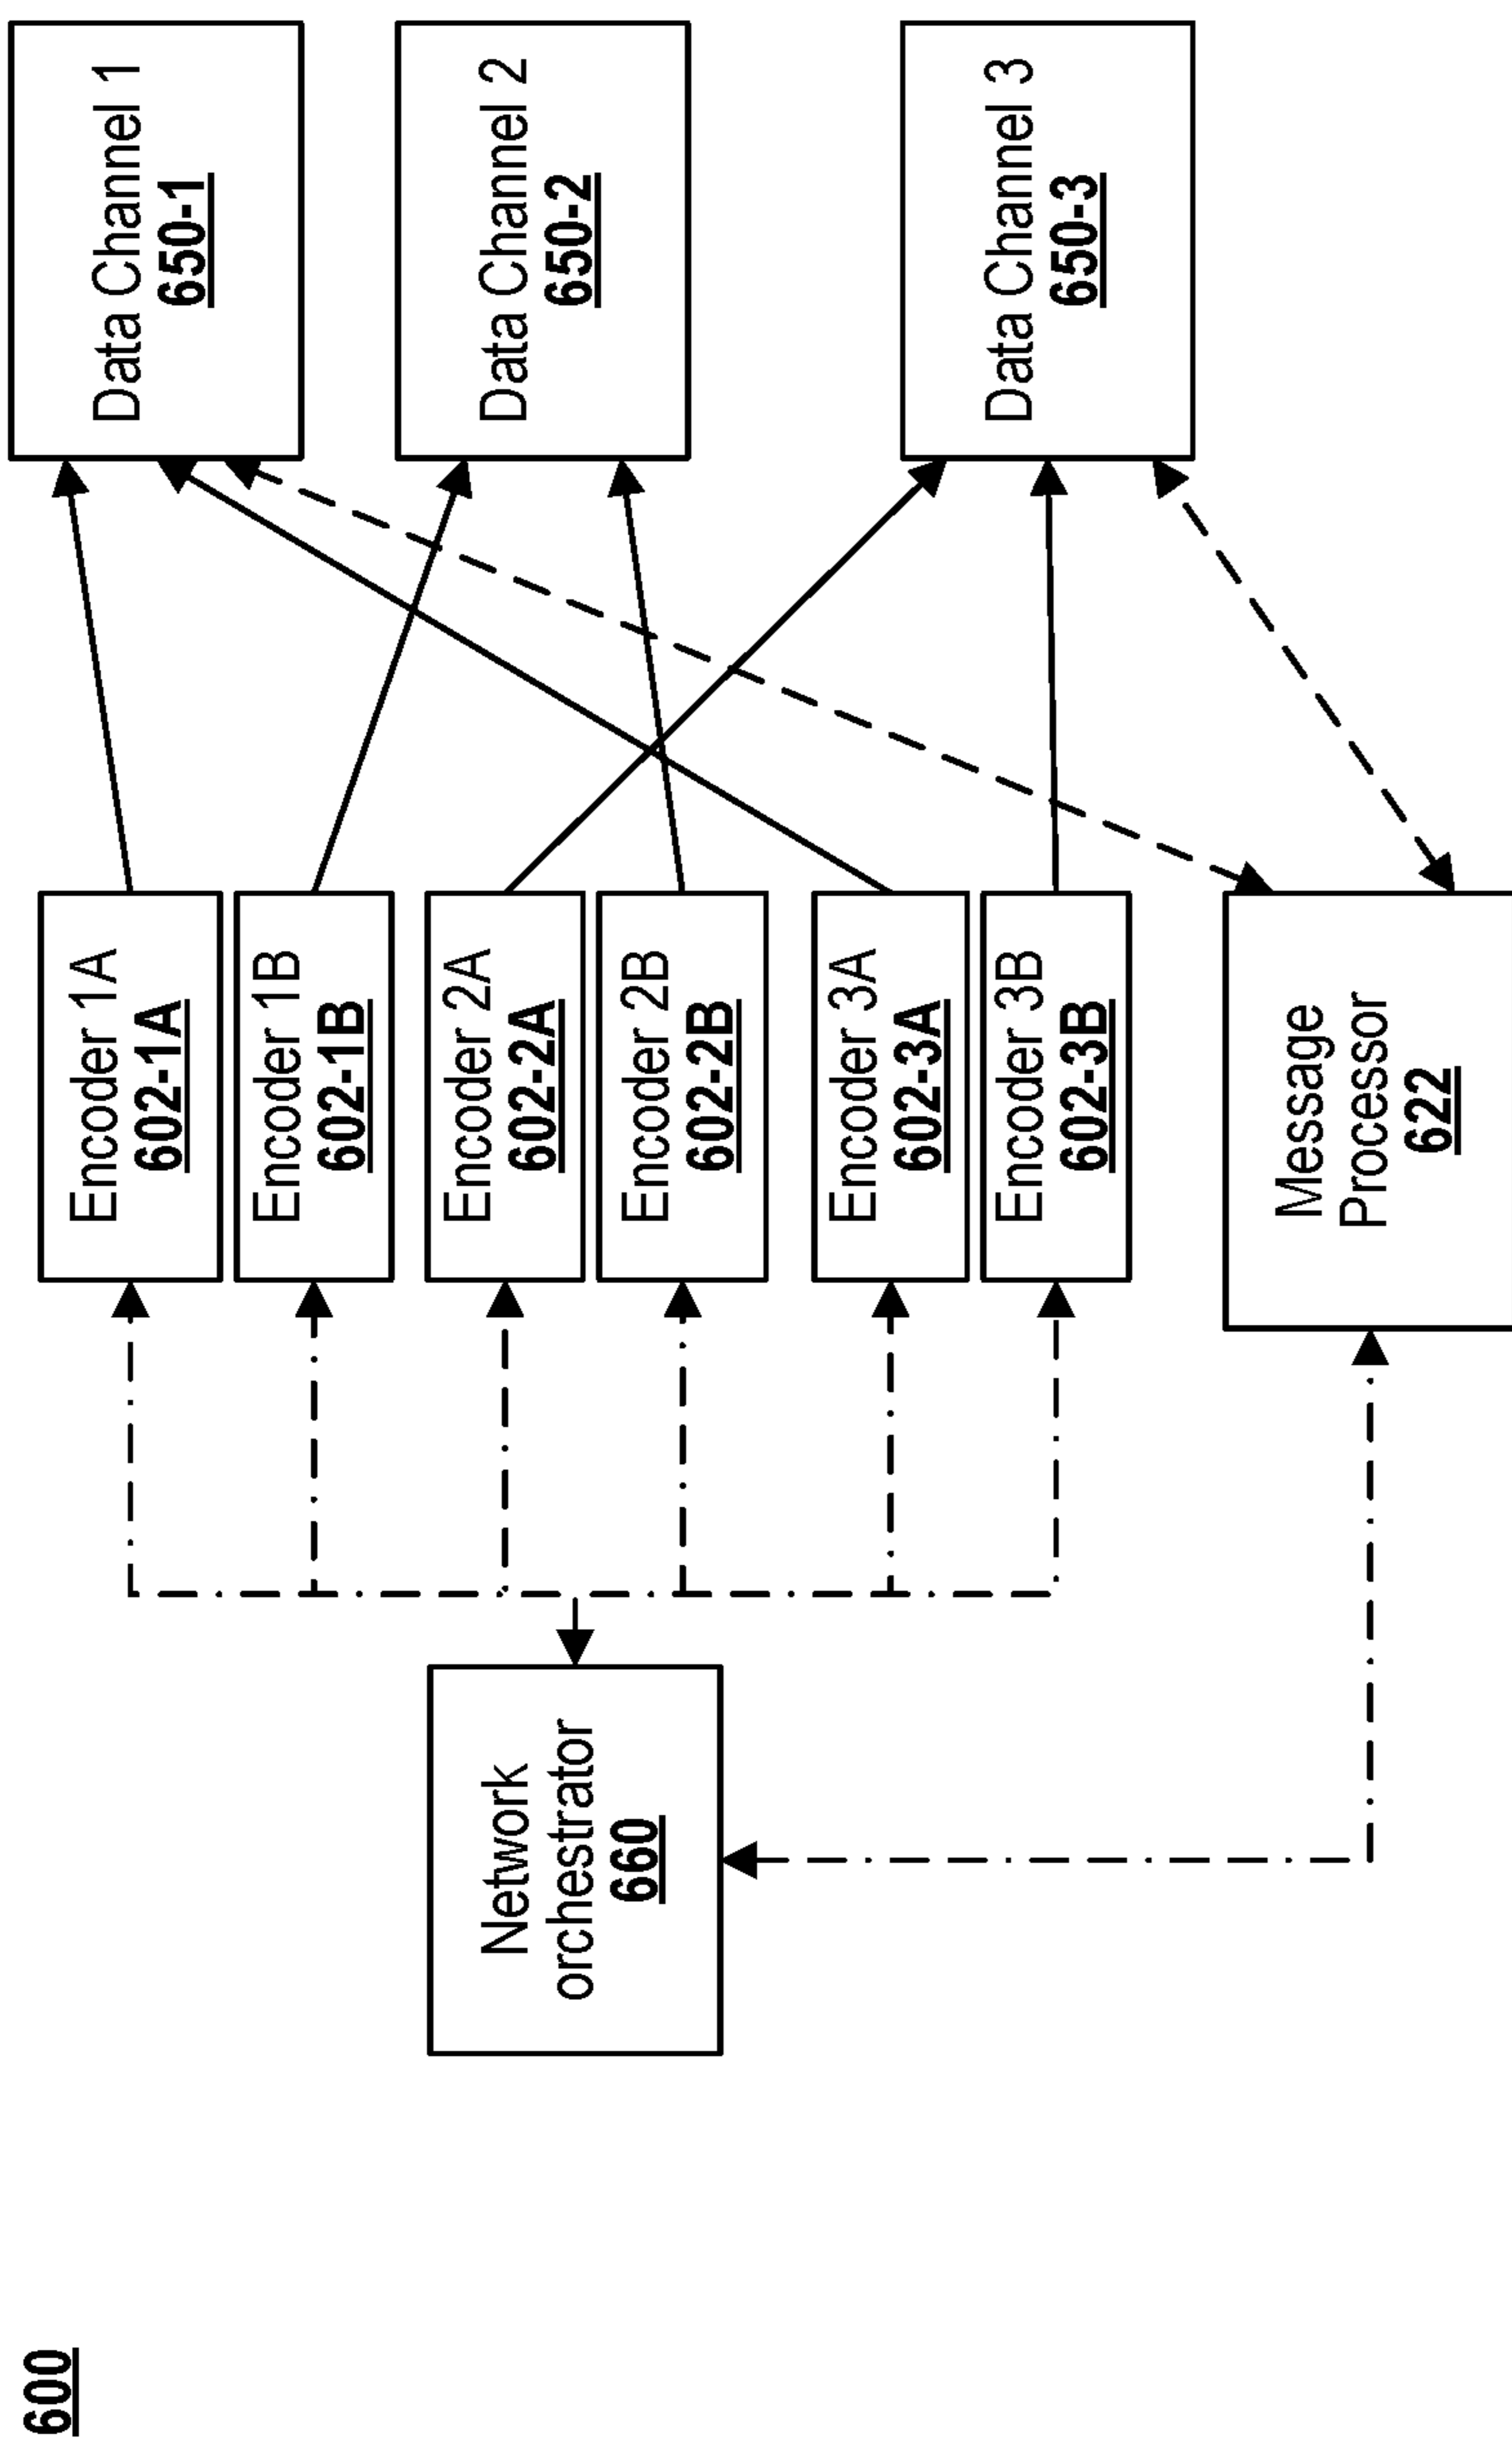 600
Network
orchestrator
660
Encoder 1A
602-1A
Encoder 1B
602-1B
Encoder 2A
602-2A
Encoder 2B
602-2B
Encoder 3A
602-3A
Encoder 3B
602-3B
Message
Processor
622
Data Channel 1
650-1
Data Channel 2
650-2
Data Channel 3
650-3